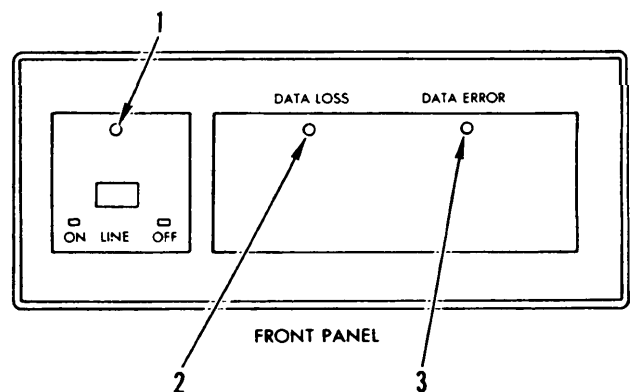 1
DATA LOSS DATA ERROR
ON LINE OFF
FRONT PANEL
2 3